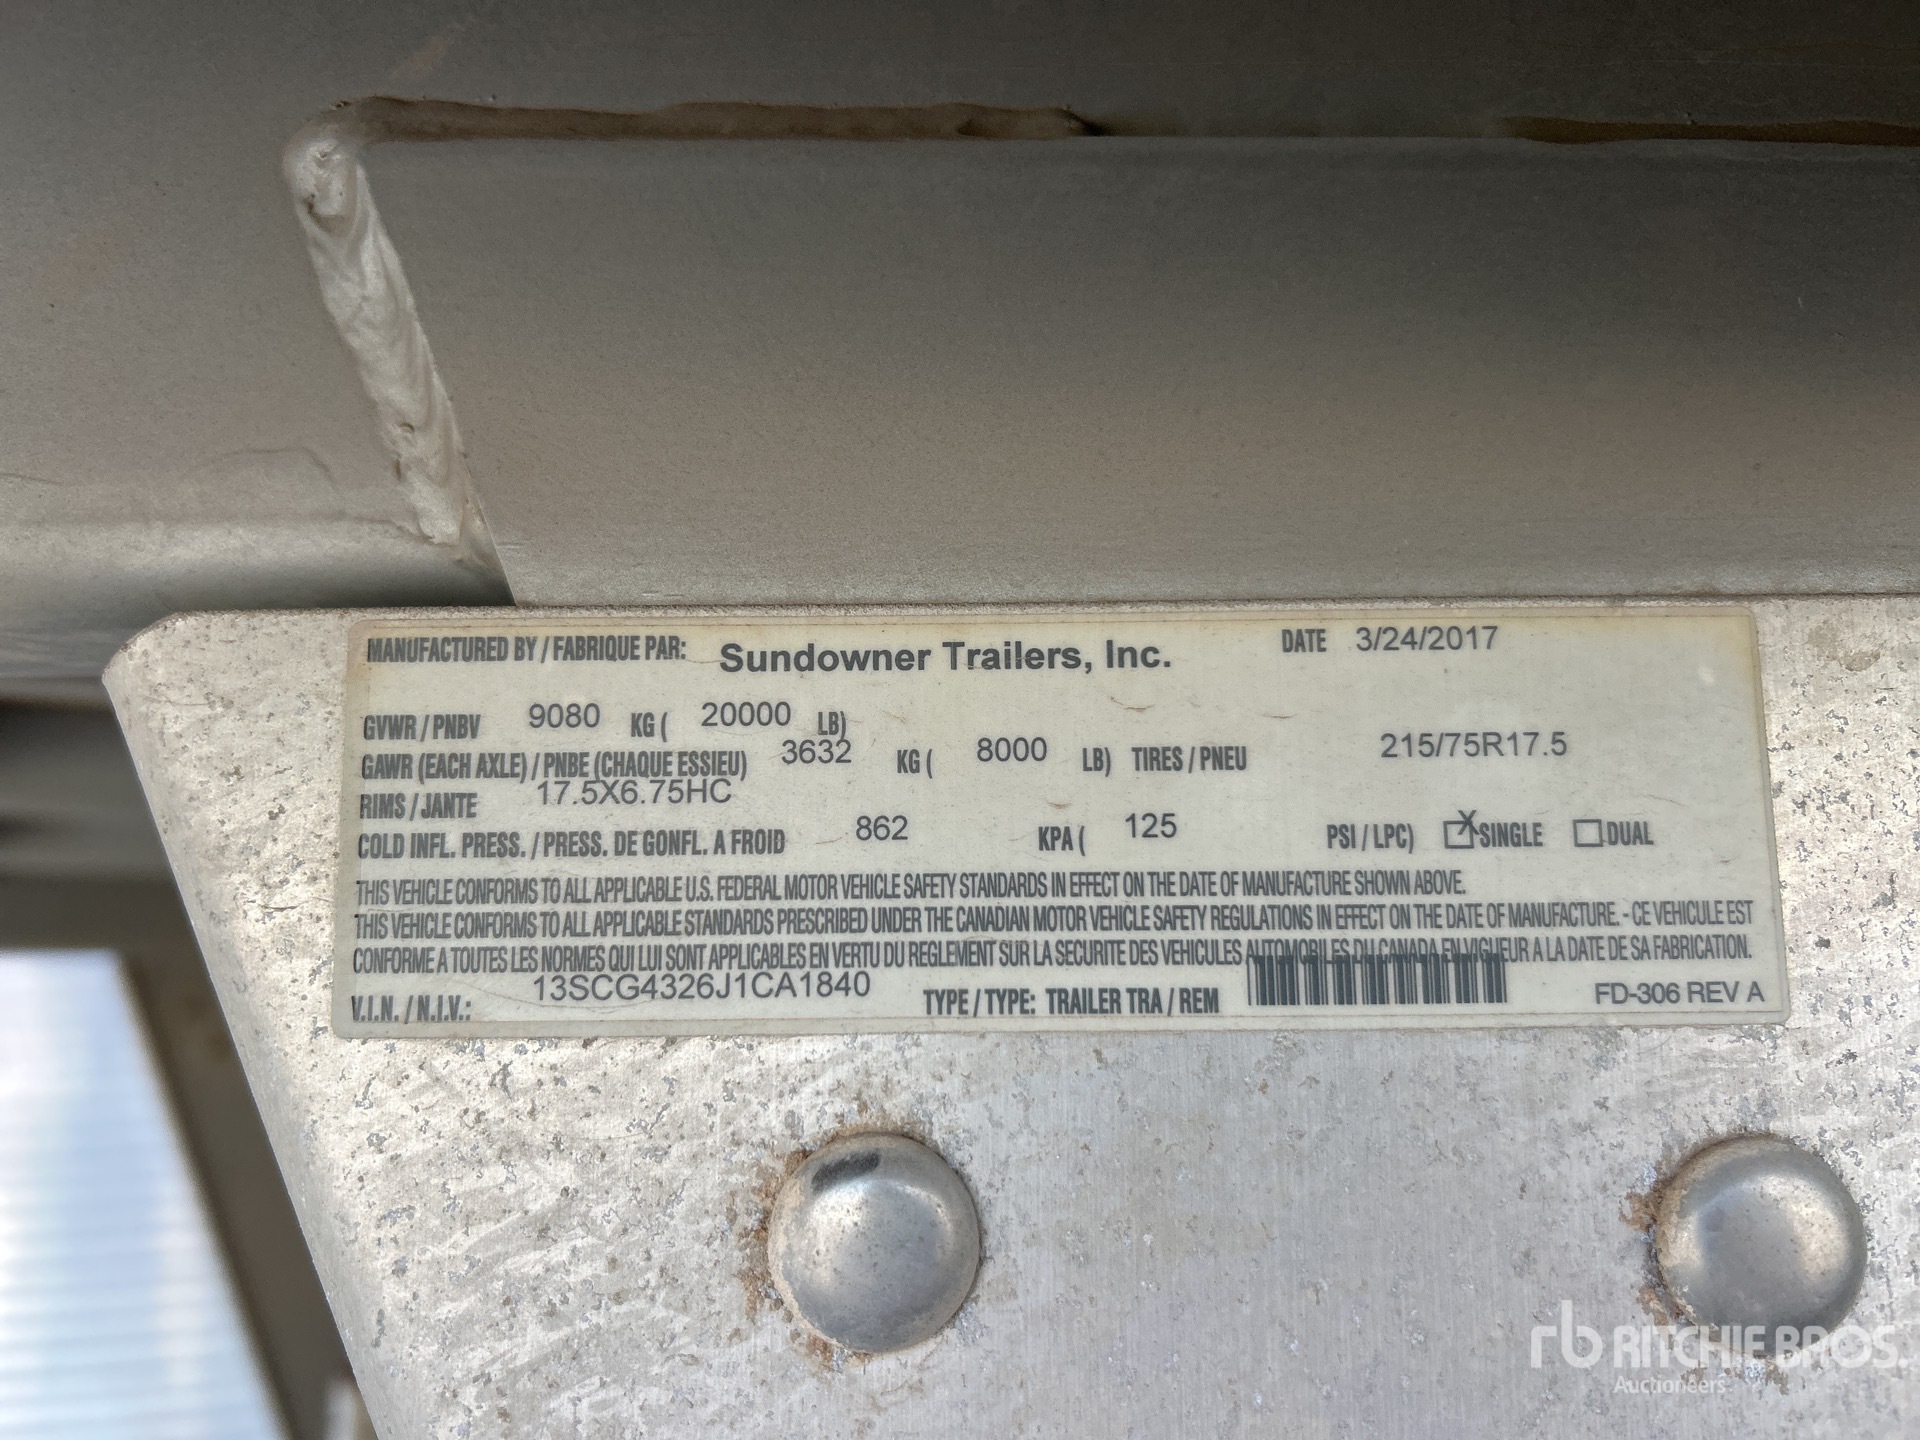 MANUFACTURED BY / FABRIQUE PAR: Sundowner Trailers, Inc. DATE 3/24/2017
GVWR / PNBV 9080 KG ( 20000 LB)
GAWR (EACH AXLE) / PNBE (CHAQUE ESSIEU) 3632 KG ( 8000 LB) TIRES / PNEU 215/75R17.5
RIMS / JANTE 17.5X6.75HC
COLD INFL. PRESS. / PRESS. DE GONFL. A FROID 862 KPA ( 125 PSI / LPC) X SINGLE DUAL
THIS VEHICLE CONFORMS TO ALL APPLICABLE U.S. FEDERAL MOTOR VEHICLE SAFETY STANDARDS IN EFFECT ON THE DATE OF MANUFACTURE SHOWN ABOVE.
THIS VEHICLE CONFORMS TO ALL APPLICABLE STANDARDS PRESCRIBED UNDER THE CANADIAN MOTOR VEHICLE SAFETY REGULATIONS IN EFFECT ON THE DATE OF MANUFACTURE. - CE VEHICULE EST
CONFORME A TOUTES LES NORMES QUI LUI SONT APPLICABLES EN VERTU DU REGLEMENT SUR LA SECURITE DES VEHICULES AUTOMOBILES DU CANADA EN VIGUEUR A LA DATE DE SA FABRICATION.
V.I.N. / N.I.V.: 13SCG4326J1CA1840 TYPE / TYPE: TRAILER TRA / REM FD-306 REV A
rb RITCHIE BROS.
Auctioneers